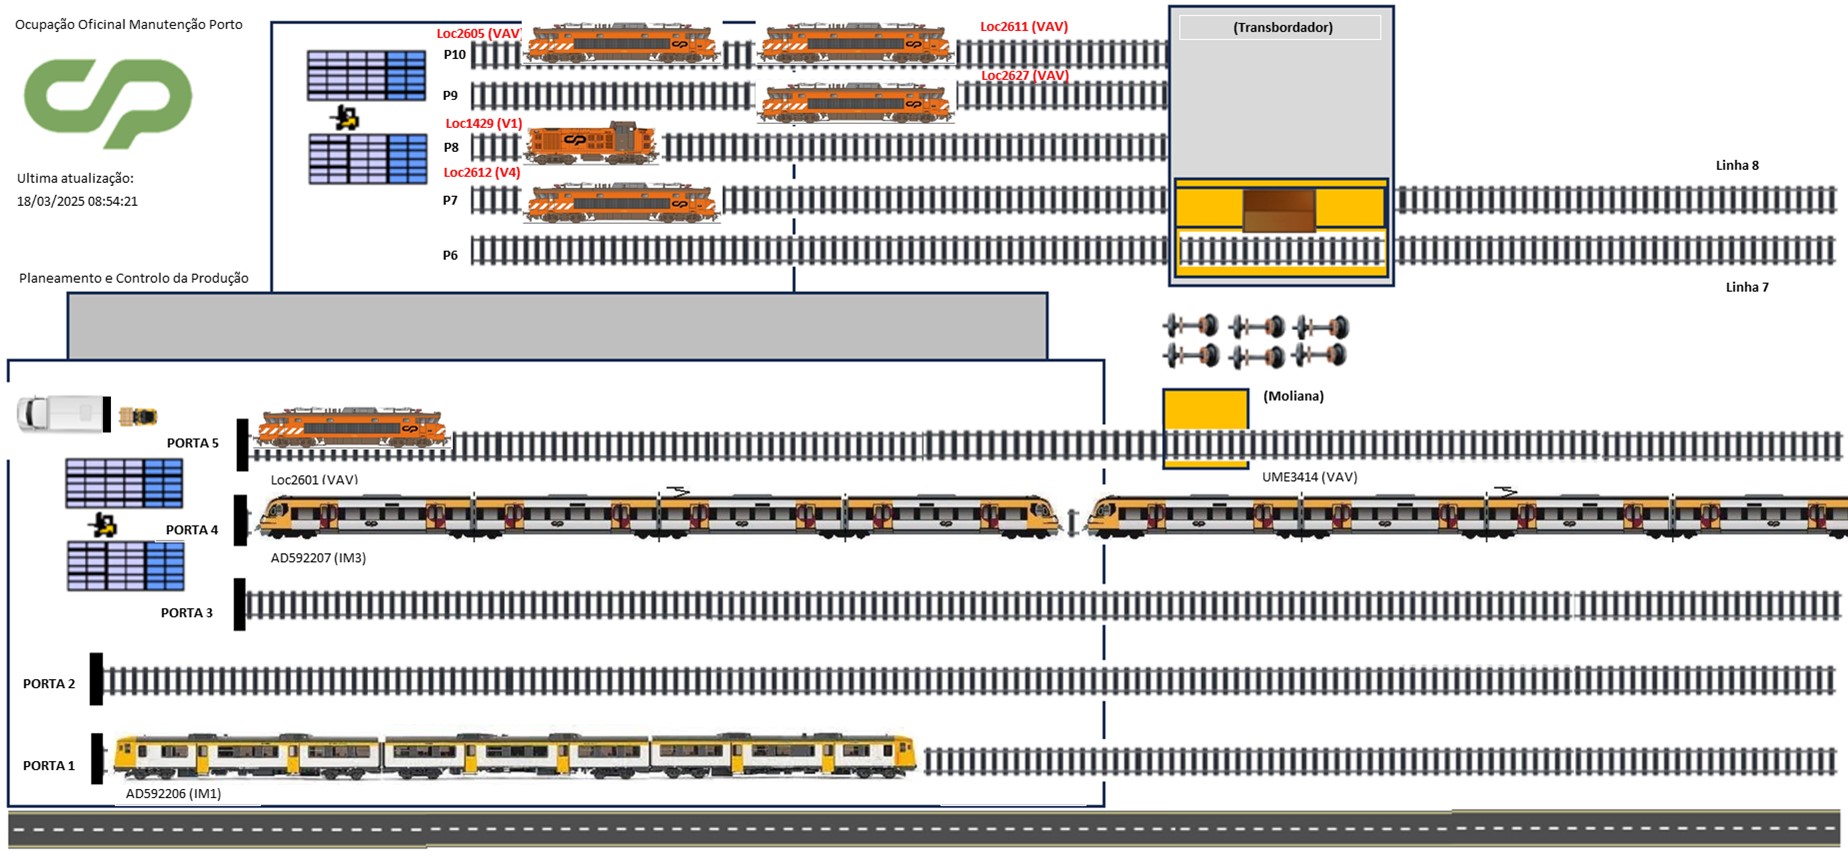 Ocupação Oficinal Manutenção Porto
CP
Ultima atualização:
18/03/2025 08:54:21
Planeamento e Controlo da Produção
Loc2605 (VAV)
Loc2611 (VAV)
P10
Loc2627 (VAV)
P9
Loc1429 (V1)
P8
Loc2612 (V4)
P7
P6
(Transbordador)
Linha 8
Linha 7
(Moliana)
PORTA 5
Loc2601 (VAV)
UME3414 (VAV)
PORTA 4
AD592207 (IM3)
PORTA 3
PORTA 2
PORTA 1
AD592206 (IM1)